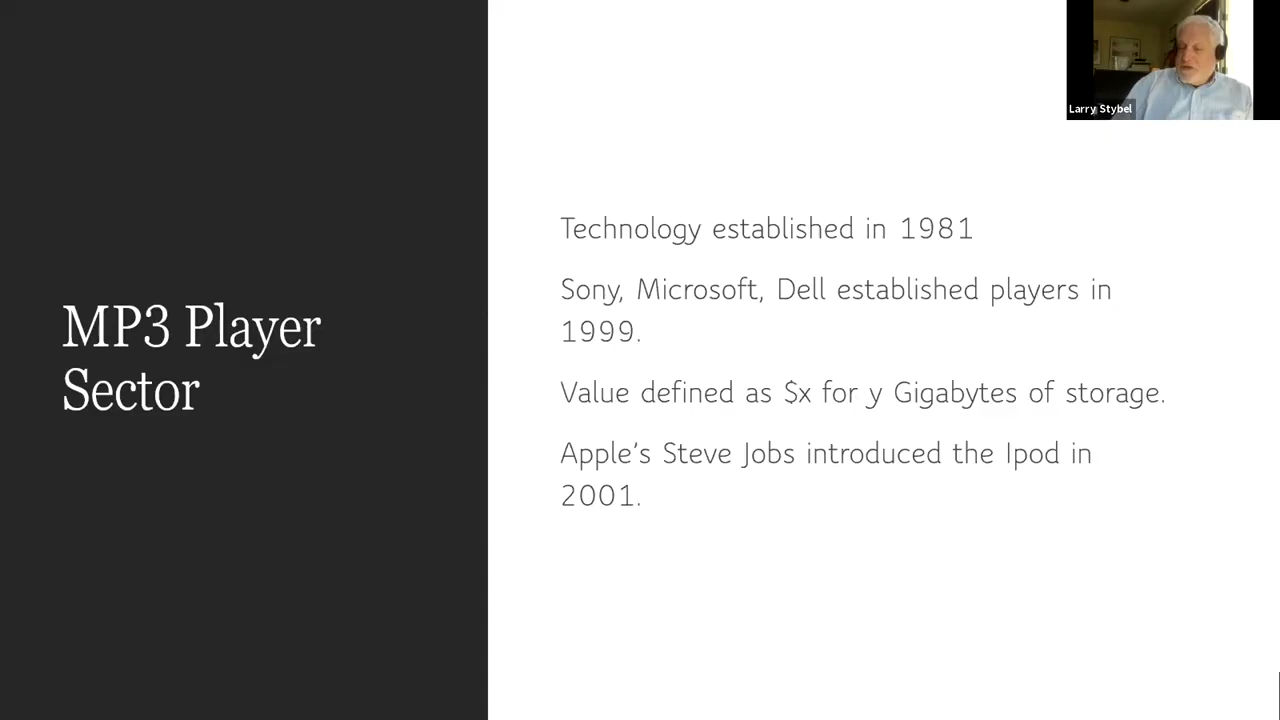 Larry Stybel
MP3 Player
Sector
Technology established in 1981
Sony, Microsoft, Dell established players in
1999.
Value defined as $x for y Gigabytes of storage.
Apple’s Steve Jobs introduced the Ipod in
2001.